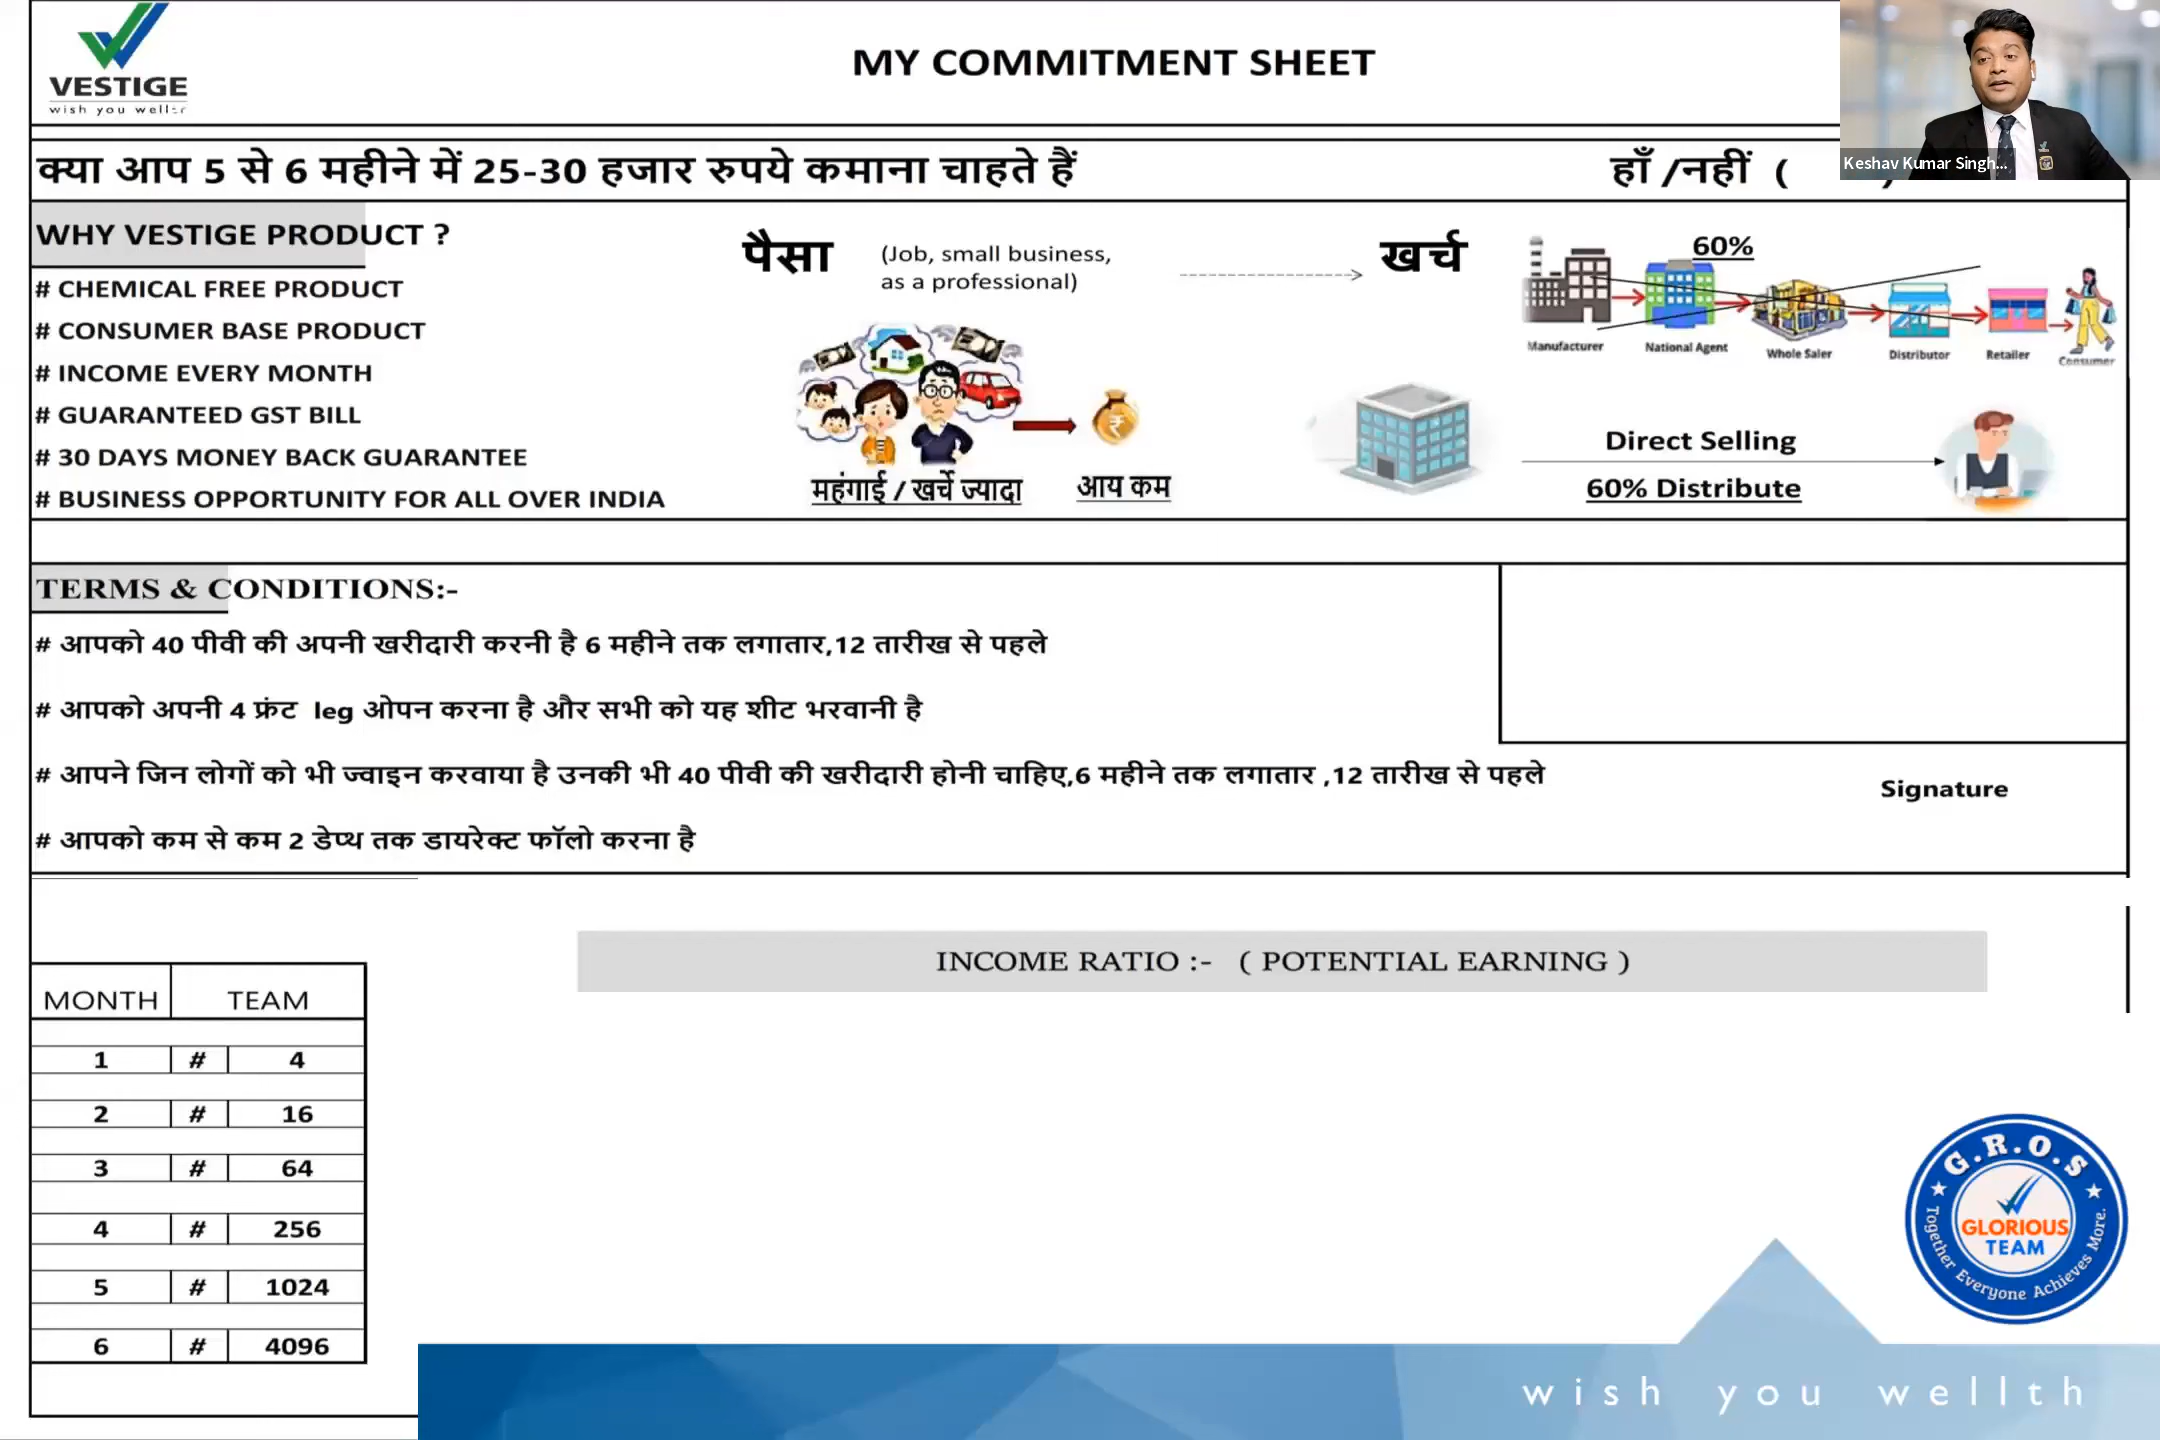 VESTIGE
MY COMMITMENT SHEET
Keshav Kumar Singh...
क्या आप 5 से 6 महीने में 25-30 हजार रुपये कमाना चाहते हैं
हाँ /नहीं (
WHY VESTIGE PRODUCT ?
# CHEMICAL FREE PRODUCT
# CONSUMER BASE PRODUCT
# INCOME EVERY MONTH
# GUARANTEED GST BILL
# 30 DAYS MONEY BACK GUARANTEE
# BUSINESS OPPORTUNITY FOR ALL OVER INDIA
पैसा
(Job, small business,
as a professional)
खर्च
महंगाई / खर्चे ज्यादा
आय कम
60%
Manufacturer
National Agent
Whole Saler
Distributor
Retailer
Consumer
Direct Selling
60% Distribute
TERMS & CONDITIONS:-
# आपको 40 पीवी की अपनी खरीदारी करनी है 6 महीने तक लगातार,12 तारीख से पहले
# आपको अपनी 4 फ्रंट leg ओपन करना है और सभी को यह शीट भरवानी है
# आपने जिन लोगों को भी ज्वाइन करवाया है उनकी भी 40 पीवी की खरीदारी होनी चाहिए,6 महीने तक लगातार ,12 तारीख से पहले
# आपको कम से कम 2 डेप्थ तक डायरेक्ट फॉलो करना है
Signature
INCOME RATIO :- ( POTENTIAL EARNING )
MONTH TEAM
1 # 4
2 # 16
3 # 64
4 # 256
5 # 1024
6 # 4096
G.R.O.S
GLORIOUS
TEAM
Together Everyone Achieves More.
wish you wellth